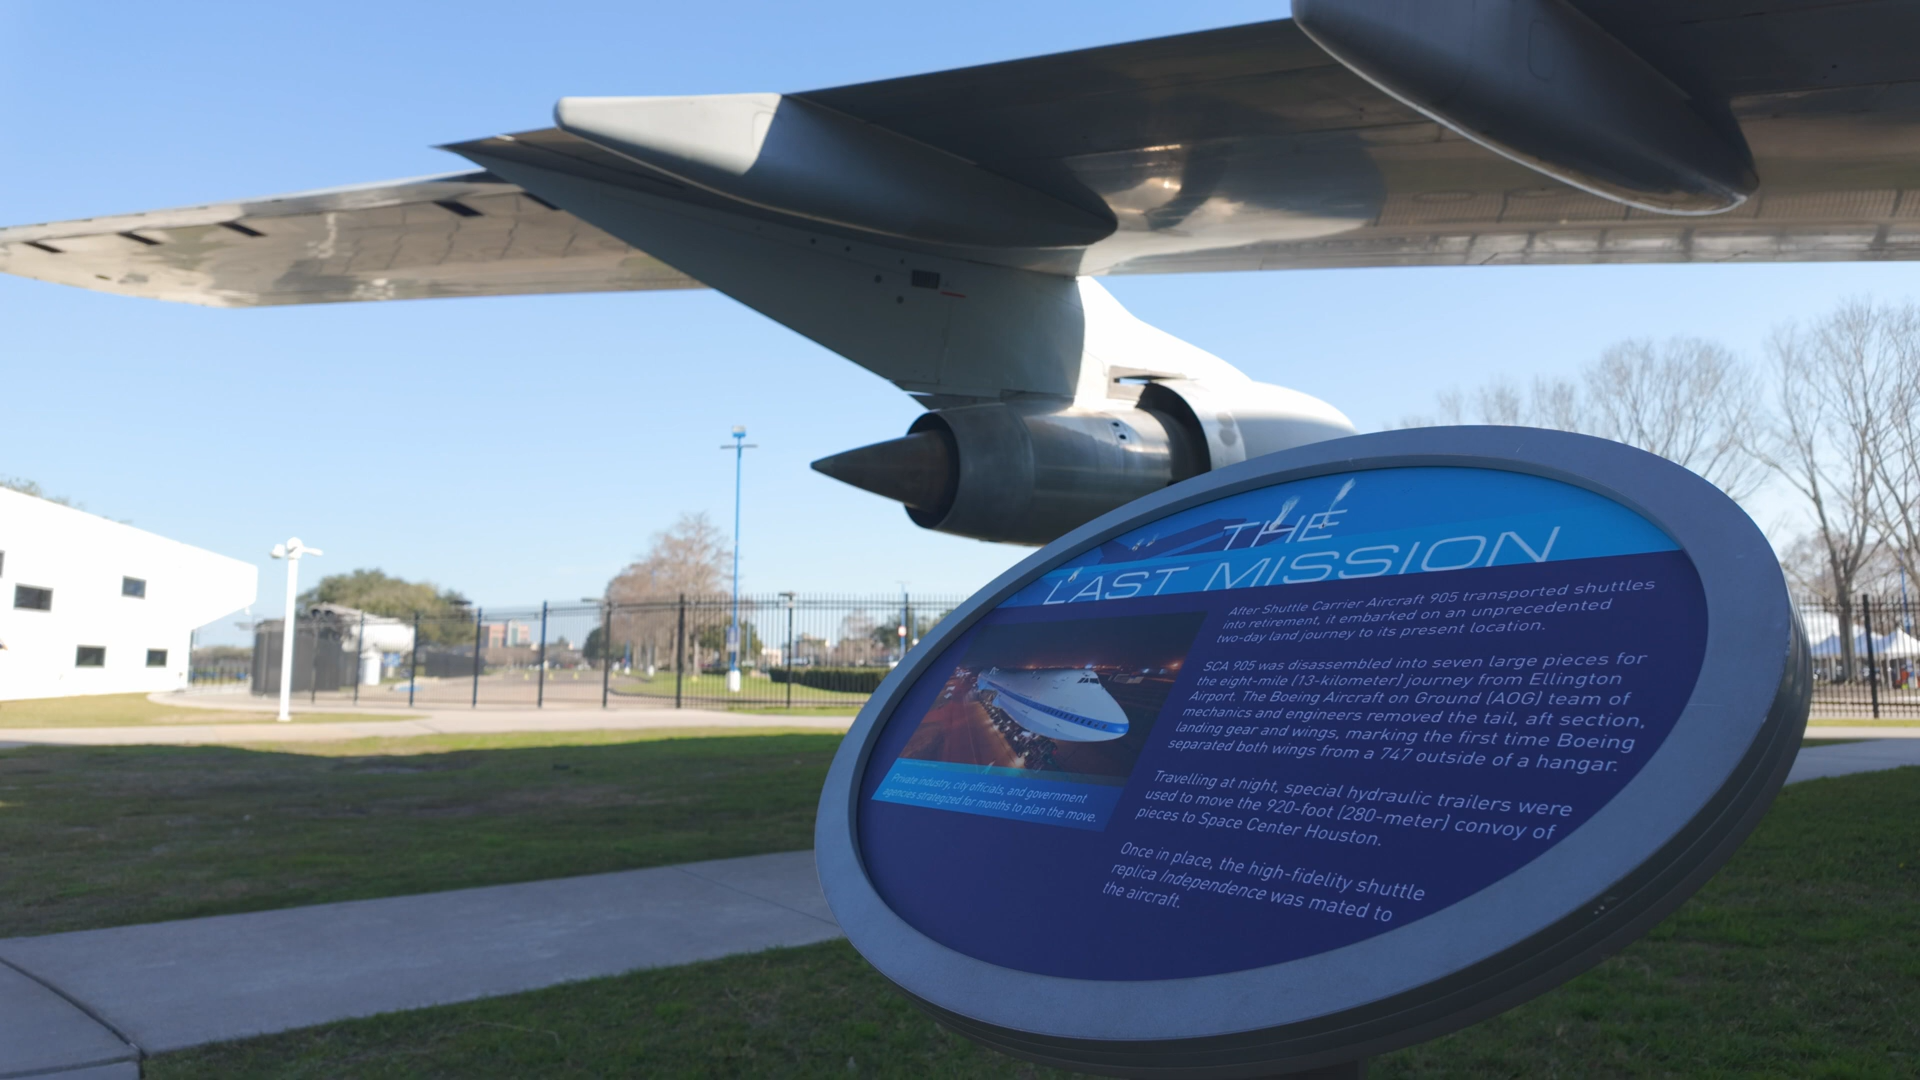 THE
LAST MISSION
After Shuttle Carrier Aircraft 905 transported shuttles
into retirement, it embarked on an unprecedented
two-day land journey to its present location.
SCA 905 was disassembled into seven large pieces for
the eight-mile (13-kilometer) journey from Ellington
Airport. The Boeing Aircraft on Ground (AOG) team of
mechanics and engineers removed the tail, aft section,
landing gear and wings, marking the first time Boeing
separated both wings from a 747 outside of a hangar.
Travelling at night, special hydraulic trailers were
used to move the 920-foot (280-meter) convoy of
pieces to Space Center Houston.
Once in place, the high-fidelity shuttle
replica Independence was mated to
the aircraft.
Private industry, city officials, and government
agencies strategized for months to plan the move.